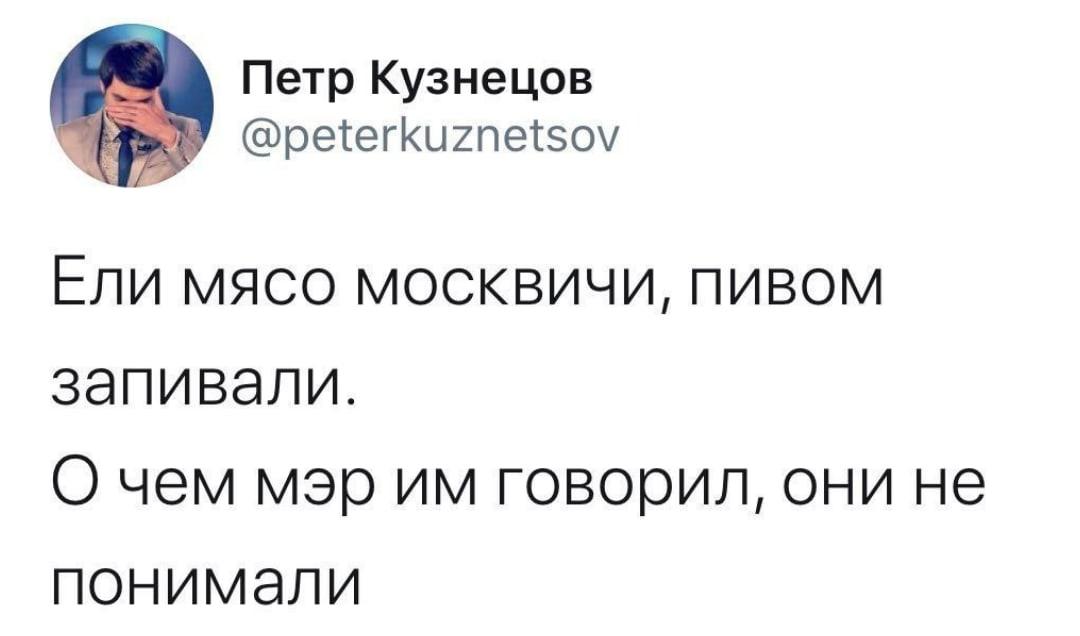 Петр Кузнецов
@peterkuznetsov
Ели мясо москвичи, пивом
запивали.
О чем мэр им говорил, они не
понимали